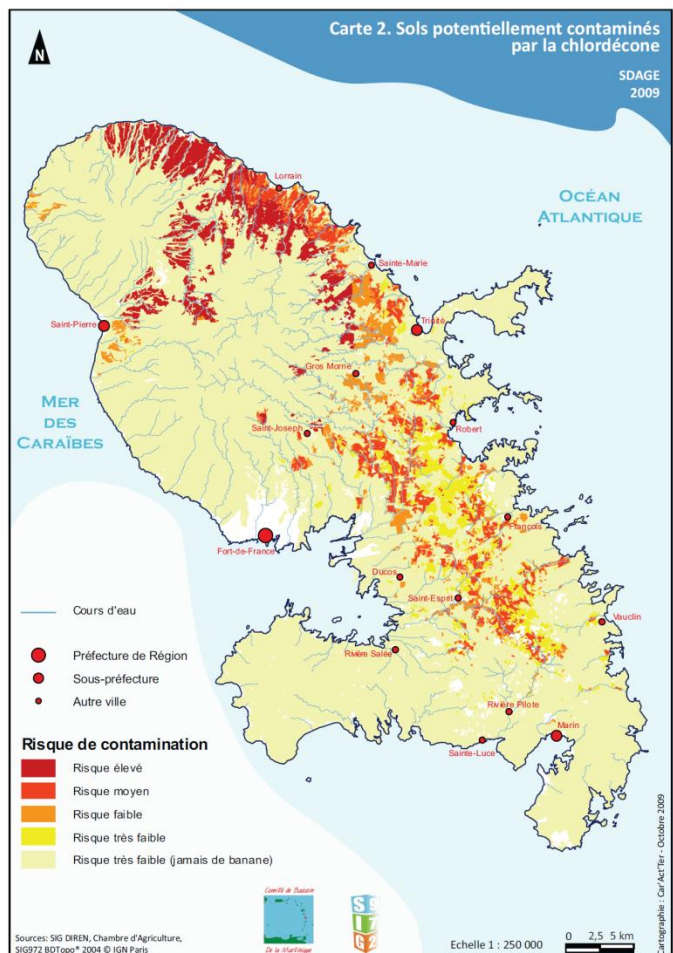 Carte 2. Sols potentiellement contaminés
par la chlordécone
SDAGE
2009
N
OCÉAN
ATLANTIQUE
MER
DES
CARAÏBES
Lorrain
Sainte-Marie
Trinité
Saint-Pierre
Gros Morne
Saint-Joseph
Robert
François
Fort-de-France
Ducos
Saint-Esprit
Vauclin
Rivière Salée
Rivière Pilote
Marin
Sainte-Luce
Cours d'eau
Préfecture de Région
Sous-préfecture
Autre ville
Risque de contamination
Risque élevé
Risque moyen
Risque faible
Risque très faible
Risque très faible (jamais de banane)
Comité de Bassin
De la Martinique
S
I
G
9
7
2
Sources: SIG DIREN, Chambre d'Agriculture,
SIG972 BDTopo® 2004 © IGN Paris
Echelle 1 : 250 000
0 2,5 5 km
Cartographie : Car'Act'Ter - Octobre 2009